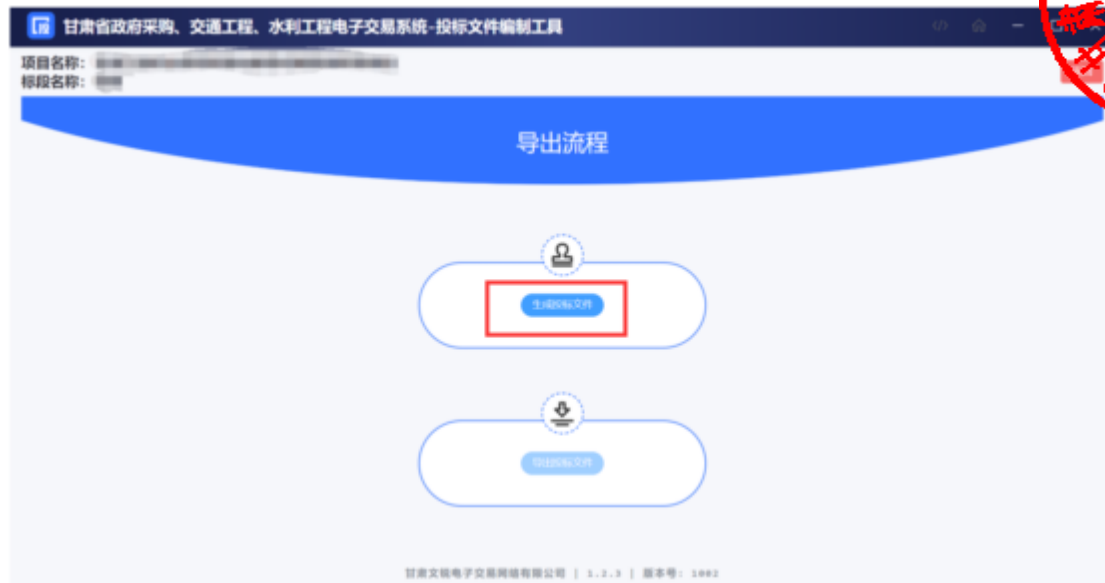 甘肃省政府采购、交通工程、水利工程电子交易系统-投标文件编制工具
项目名称：
标段名称：
导出流程
生成投标文件
导出投标文件
甘肃文锐电子交易网络有限公司 | 1.2.3 | 版本号: 1002